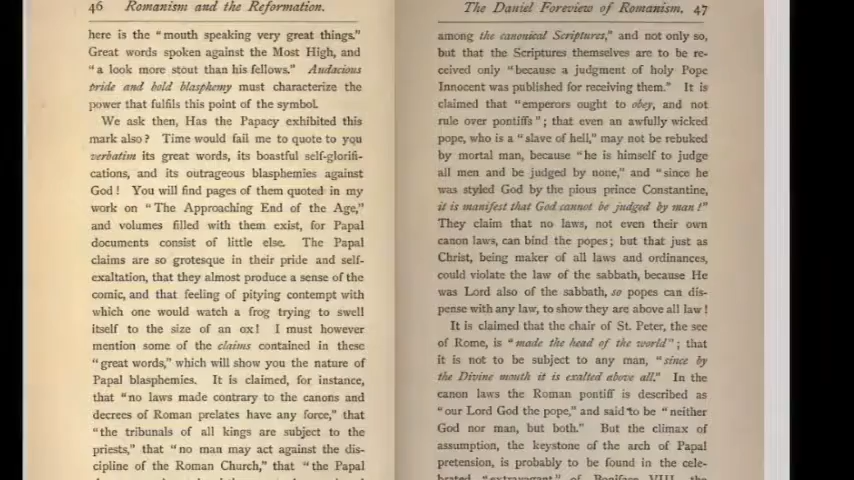 46 Romanism and the Reformation.
here is the "mouth speaking very great things."
Great words spoken against the Most High, and
"a look more stout than his fellows." Audacious
pride and bold blasphemy must characterize the
power that fulfils this point of the symbol.
We ask then, Has the Papacy exhibited this
mark also? Time would fail me to quote to you
verbatim its great words, its boastful self-glorifi-
cations, and its outrageous blasphemies against
God! You will find pages of them quoted in my
work on "The Approaching End of the Age,"
and volumes filled with them exist, for Papal
documents consist of little else. The Papal
claims are so grotesque in their pride and self-
exaltation, that they almost produce a sense of the
comic, and that feeling of pitying contempt with
which one would watch a frog trying to swell
itself to the size of an ox! I must however
mention some of the claims contained in these
"great words," which will show you the nature of
Papal blasphemies. It is claimed, for instance,
that "no laws made contrary to the canons and
decrees of Roman prelates have any force," that
"the tribunals of all kings are subject to the
priests," that "no man may act against the dis-
cipline of the Roman Church," that "the Papal
The Daniel Foreview of Romanism. 47
among the canonical Scriptures," and not only so,
but that the Scriptures themselves are to be re-
ceived only "because a judgment of holy Pope
Innocent was published for receiving them." It is
claimed that "emperors ought to obey, and not
rule over pontiffs"; that even an awfully wicked
pope, who is a "slave of hell," may not be rebuked
by mortal man, because "he is himself to judge
all men and be judged by none," and "since he
was styled God by the pious prince Constantine,
it is manifest that God cannot be judged by man!"
They claim that no laws, not even their own
canon laws, can bind the popes; but that just as
Christ, being maker of all laws and ordinances,
could violate the law of the sabbath, because He
was Lord also of the sabbath, so popes can dis-
pense with any law, to show they are above all law!
It is claimed that the chair of St. Peter, the see
of Rome, is "made the head of the world"; that
it is not to be subject to any man, "since by
the Divine mouth it is exalted above all." In the
canon laws the Roman pontiff is described as
"our Lord God the pope," and said to be "neither
God nor man, but both." But the climax of
assumption, the keystone of the arch of Papal
pretension, is probably to be found in the cele-
brated "extravagant" of Boniface VIII., the